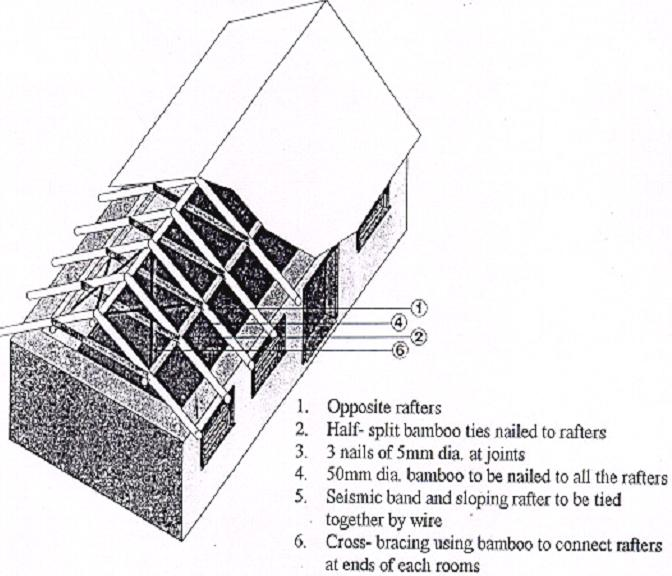 1
4
2
6
1. Opposite rafters
2. Half- split bamboo ties nailed to rafters
3. 3 nails of 5mm dia. at joints
4. 50mm dia. bamboo to be nailed to all the rafters
5. Seismic band and sloping rafter to be tied
together by wire
6. Cross- bracing using bamboo to connect rafters
at ends of each rooms